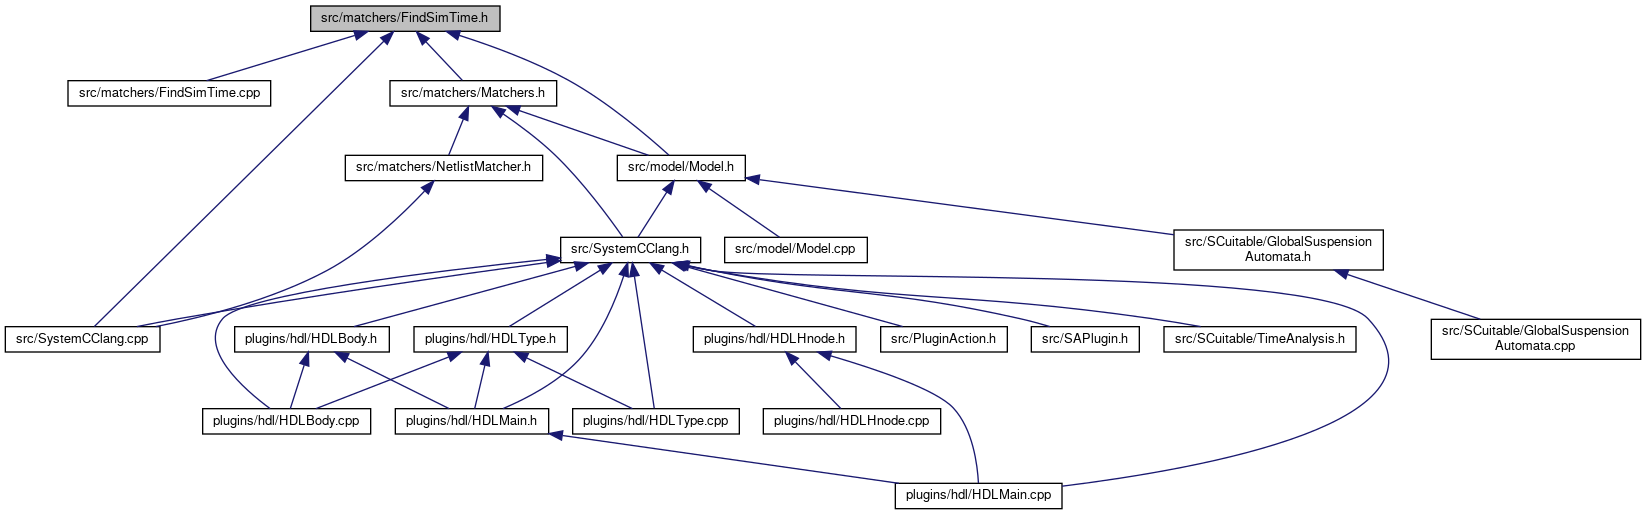 src/matchers/FindSimTime.h
src/matchers/FindSimTime.cpp
src/matchers/Matchers.h
src/matchers/NetlistMatcher.h
src/model/Model.h
src/SystemCClang.h
src/model/Model.cpp
src/SCuitable/GlobalSuspension
Automata.h
src/SystemCClang.cpp
plugins/hdl/HDLBody.h
plugins/hdl/HDLType.h
plugins/hdl/HDLHnode.h
src/PluginAction.h
src/SAPlugin.h
src/SCuitable/TimeAnalysis.h
src/SCuitable/GlobalSuspension
Automata.cpp
plugins/hdl/HDLBody.cpp
plugins/hdl/HDLMain.h
plugins/hdl/HDLType.cpp
plugins/hdl/HDLHnode.cpp
plugins/hdl/HDLMain.cpp